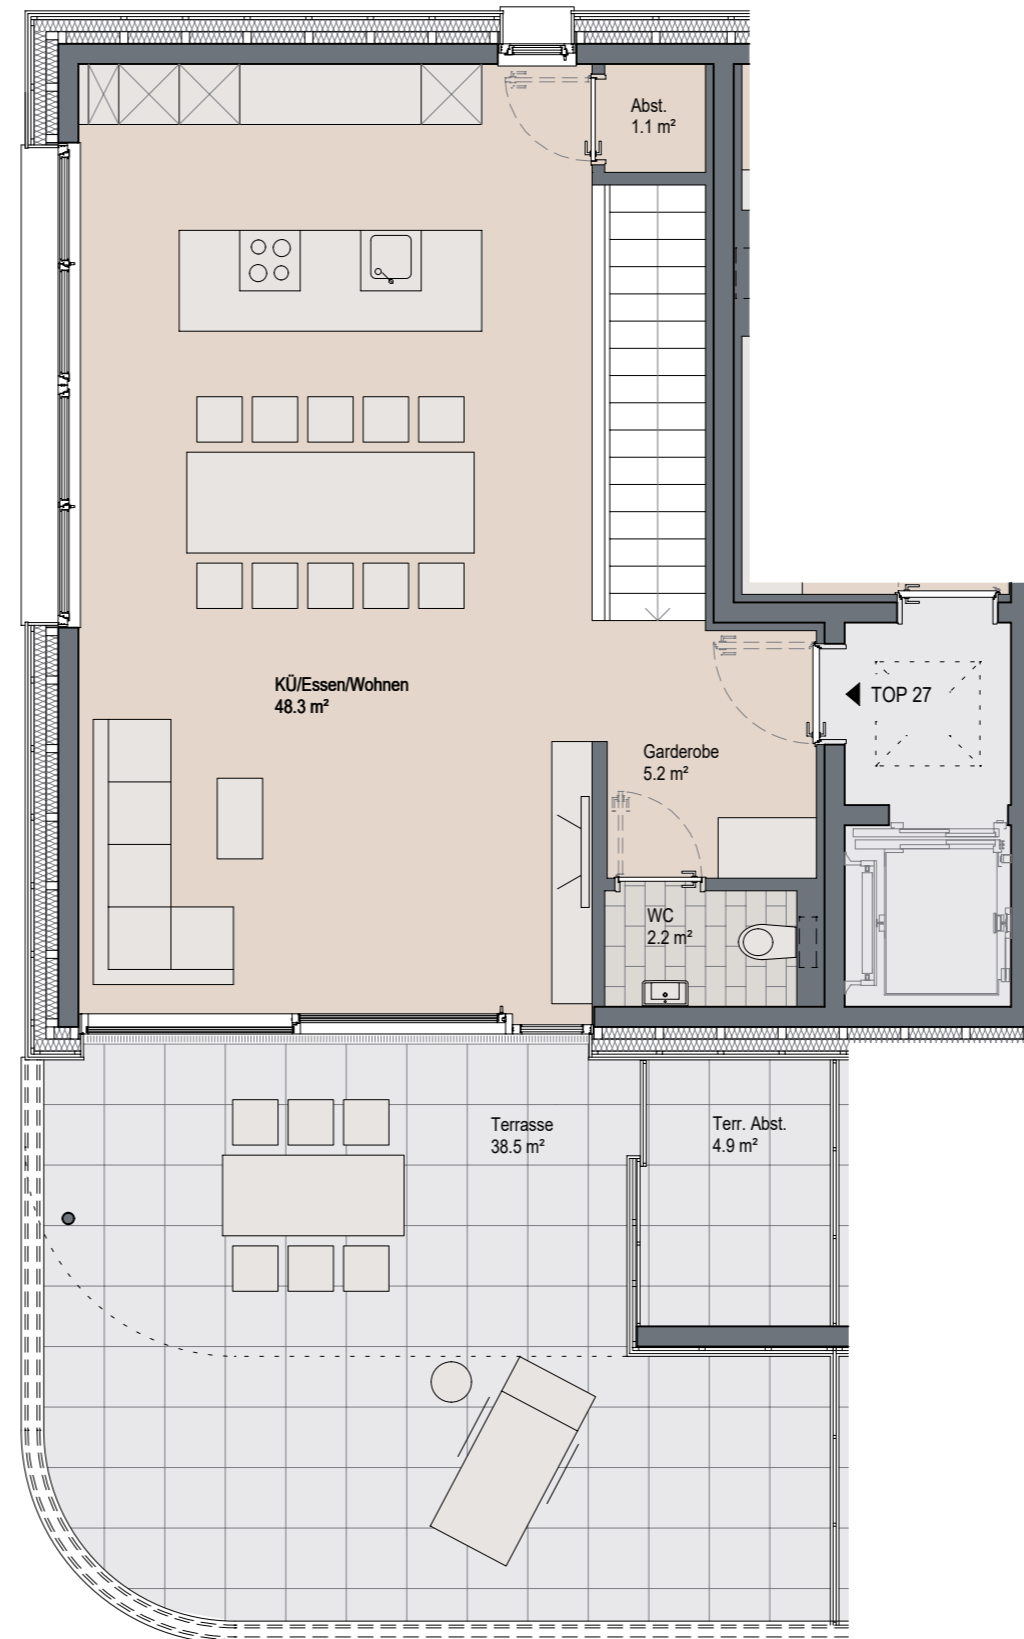 Abst.
1.1 m²
KÜ/Essen/Wohnen
48.3 m²
TOP 27
Garderobe
5.2 m²
WC
2.2 m²
Terrasse
38.5 m²
Terr. Abst.
4.9 m²